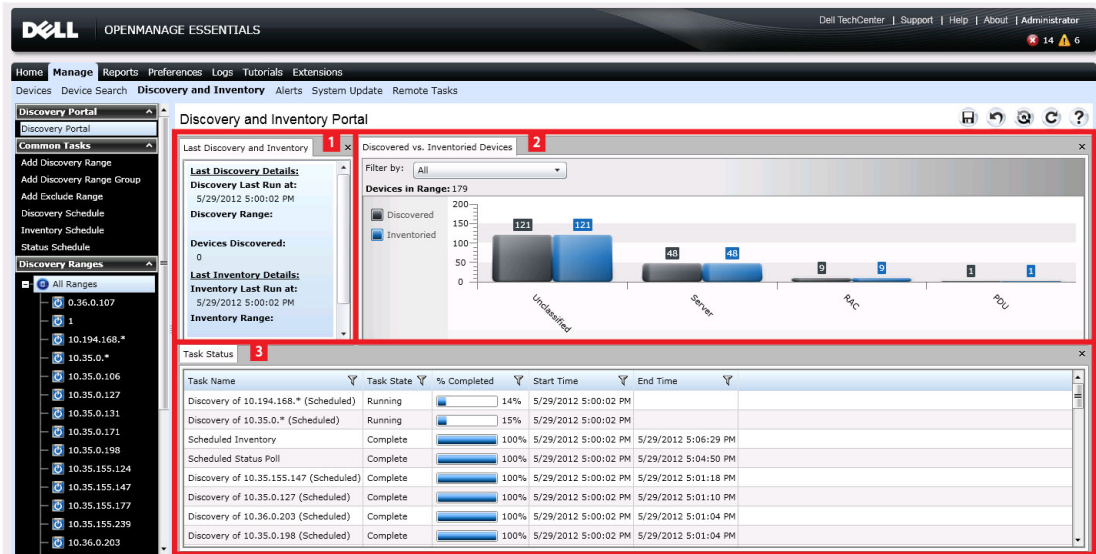 DELL OPENMANAGE ESSENTIALS
Dell TechCenter | Support | Help | About | Administrator
14 6
Home Manage Reports Preferences Logs Tutorials Extensions
Devices Device Search Discovery and Inventory Alerts System Update Remote Tasks
Discovery Portal
Discovery Portal
Common Tasks
Add Discovery Range
Add Discovery Range Group
Add Exclude Range
Discovery Schedule
Inventory Schedule
Status Schedule
Discovery Ranges
All Ranges
0.36.0.107
1
10.194.168.*
10.35.0.*
10.35.0.106
10.35.0.127
10.35.0.131
10.35.0.171
10.35.0.198
10.35.155.124
10.35.155.147
10.35.155.177
10.35.155.239
10.36.0.203
Discovery and Inventory Portal
?
Last Discovery and Inventory 1 x
Last Discovery Details:
Discovery Last Run at:
5/29/2012 5:00:02 PM
Discovery Range:
Devices Discovered:
0
Last Inventory Details:
Inventory Last Run at:
5/29/2012 5:00:02 PM
Inventory Range:
Discovered vs. Inventoried Devices 2 x
Filter by: All
Devices in Range: 179
Discovered
Inventoried
200
150
100
50
0
121 121
48 48
9 9
1 1
Unclassified
Server
RAC
PDU
Task Status 3 x
Task Name Task State % Completed Start Time End Time
Discovery of 10.194.168.* (Scheduled) Running 14% 5/29/2012 5:00:02 PM
Discovery of 10.35.0.* (Scheduled) Running 15% 5/29/2012 5:00:02 PM
Scheduled Inventory Complete 100% 5/29/2012 5:00:02 PM 5/29/2012 5:06:29 PM
Scheduled Status Poll Complete 100% 5/29/2012 5:00:02 PM 5/29/2012 5:04:50 PM
Discovery of 10.35.155.147 (Scheduled) Complete 100% 5/29/2012 5:00:02 PM 5/29/2012 5:01:18 PM
Discovery of 10.35.0.127 (Scheduled) Complete 100% 5/29/2012 5:00:02 PM 5/29/2012 5:01:10 PM
Discovery of 10.36.0.203 (Scheduled) Complete 100% 5/29/2012 5:00:02 PM 5/29/2012 5:01:04 PM
Discovery of 10.35.0.198 (Scheduled) Complete 100% 5/29/2012 5:00:02 PM 5/29/2012 5:01:04 PM